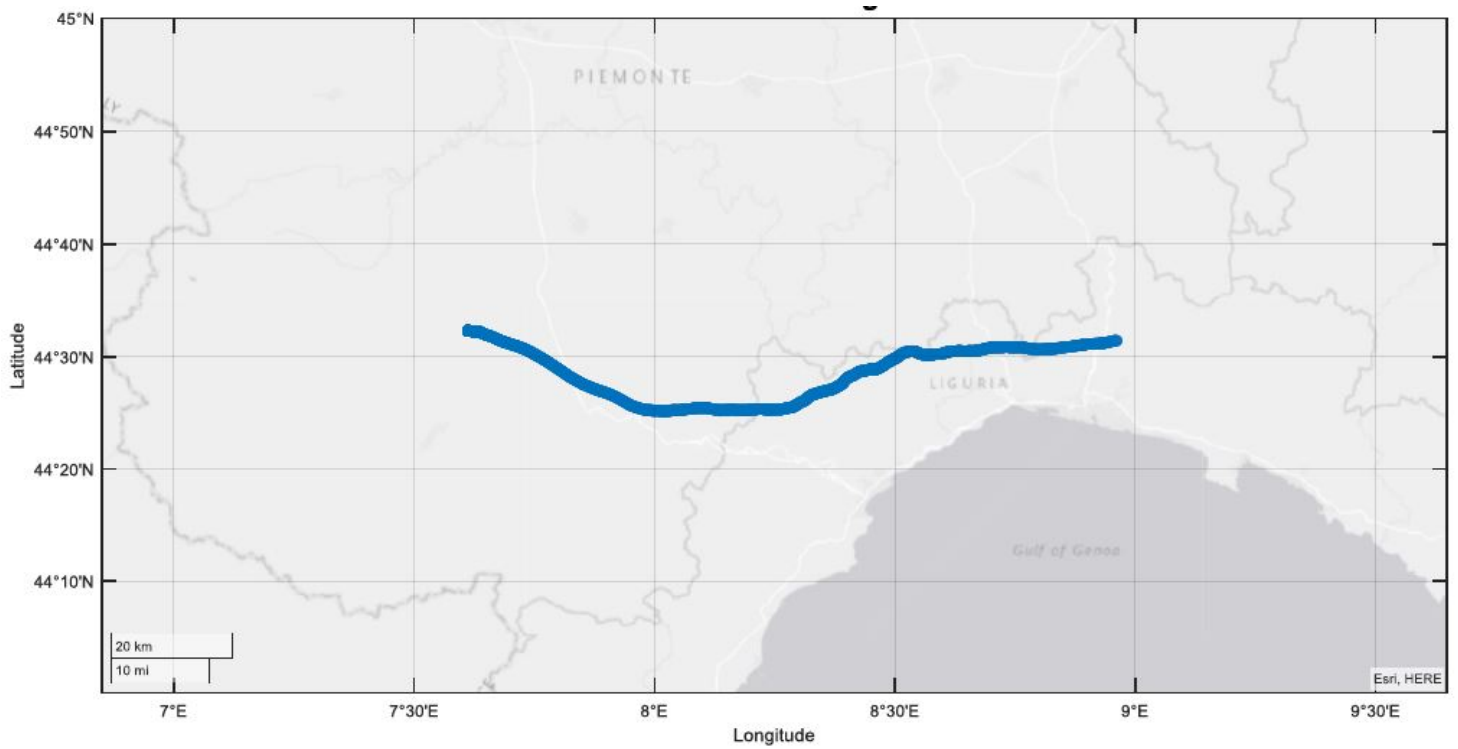 45°N
PIEMONTE
44°50'N
44°40'N
44°30'N
LIGURIA
44°20'N
Gulf of Genoa
44°10'N
20 km
10 mi
Esri, HERE
7°E
7°30'E
8°E
8°30'E
9°E
9°30'E
Longitude
Latitude